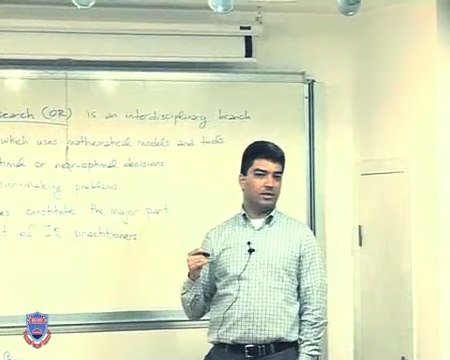 search (OR) is an interdisciplinary branch
which uses mathematical models and tools
timal or near-optimal decisions
sion-making problems
es constitute the major part
t of IE practitioners